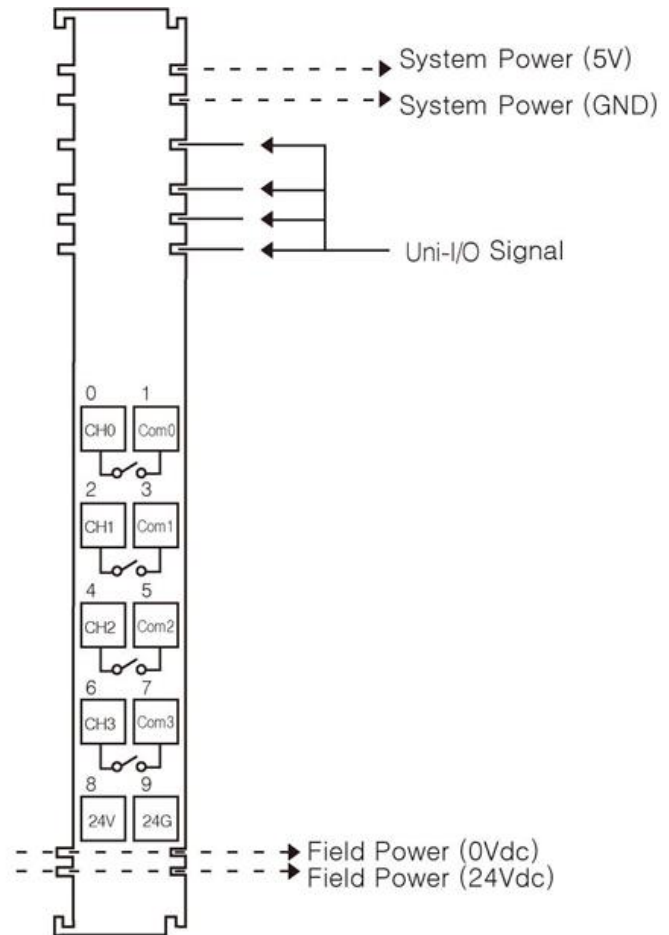 System Power (5V)
System Power (GND)
Uni-I/O Signal
0 1
CH0 Com0
2 3
CH1 Com1
4 5
CH2 Com2
6 7
CH3 Com3
8 9
24V 24G
Field Power (0Vdc)
Field Power (24Vdc)